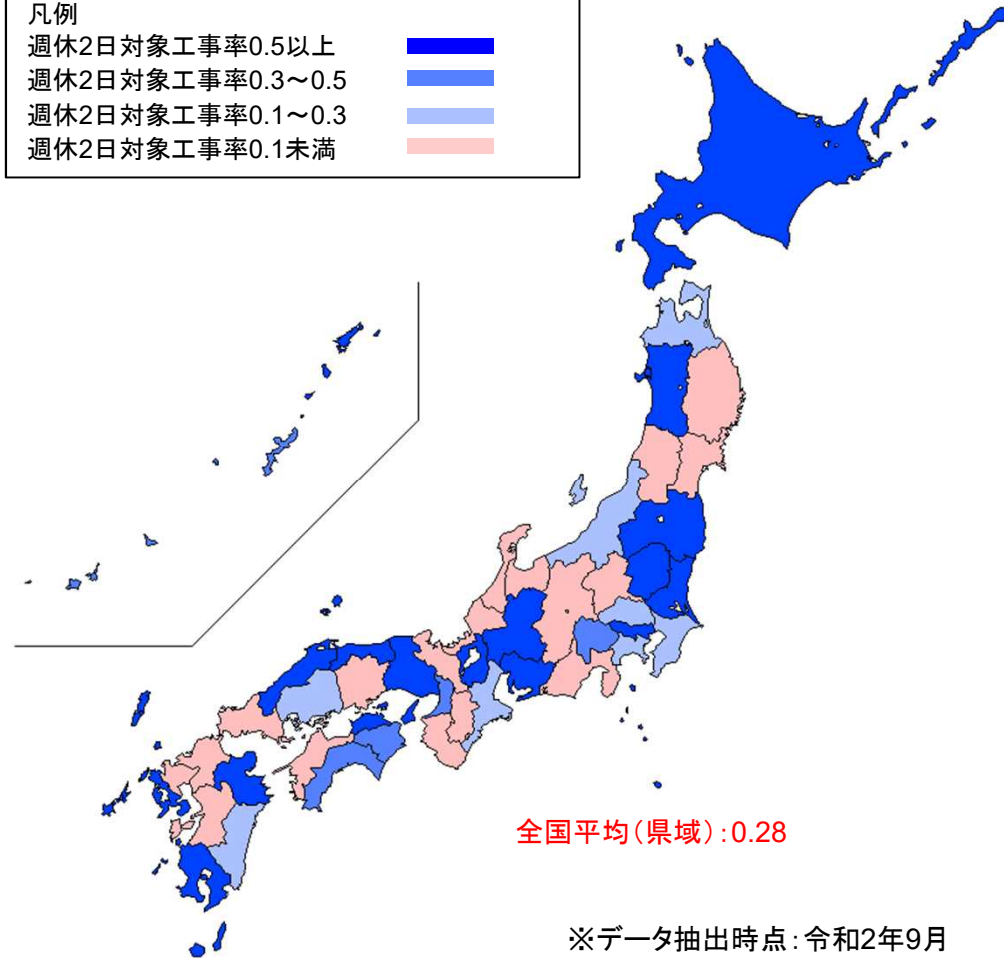 凡例
週休2日対象工事率0.5以上
週休2日対象工事率0.3～0.5
週休2日対象工事率0.1～0.3
週休2日対象工事率0.1未満
全国平均（県域）：0.28
※データ抽出時点：令和2年9月